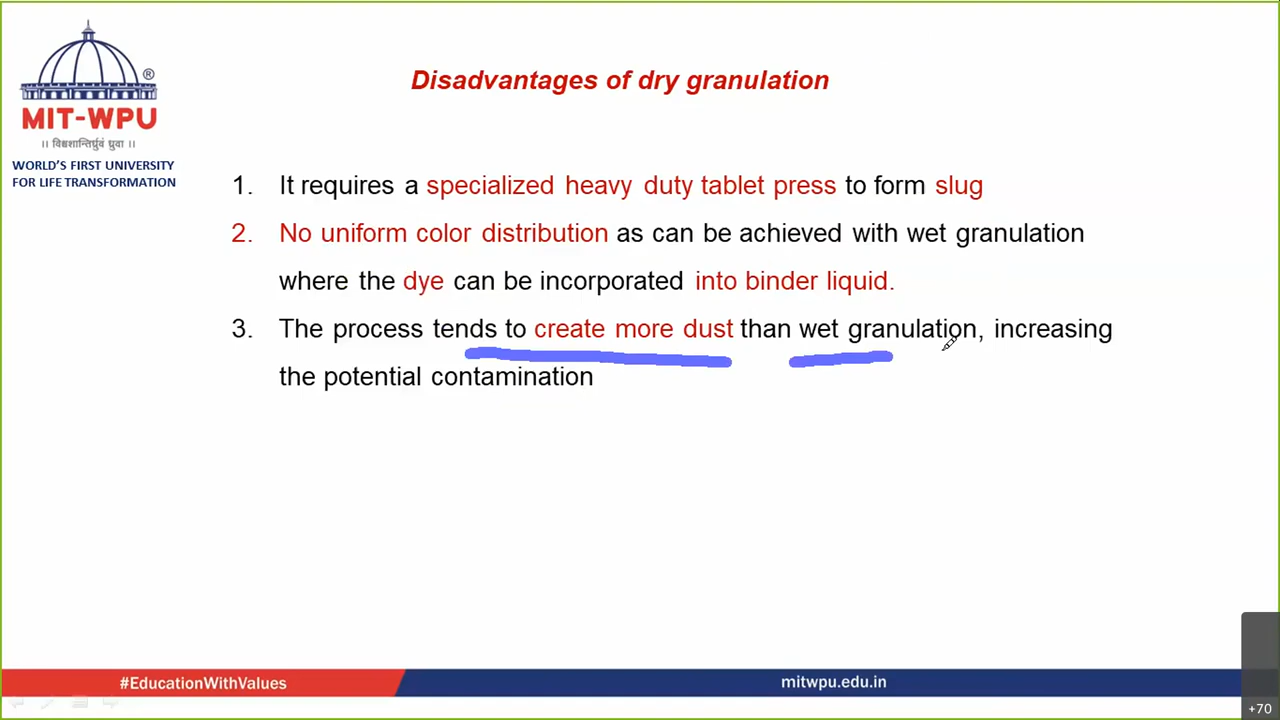 Disadvantages of dry granulation
®
MIT-WPU
।। विश्वशान्तिर्ध्रुवं ध्रुवा ।।
WORLD'S FIRST UNIVERSITY
FOR LIFE TRANSFORMATION
1. It requires a specialized heavy duty tablet press to form slug
2. No uniform color distribution as can be achieved with wet granulation
where the dye can be incorporated into binder liquid.
3. The process tends to create more dust than wet granulation, increasing
the potential contamination
#EducationWithValues
mitwpu.edu.in
+70